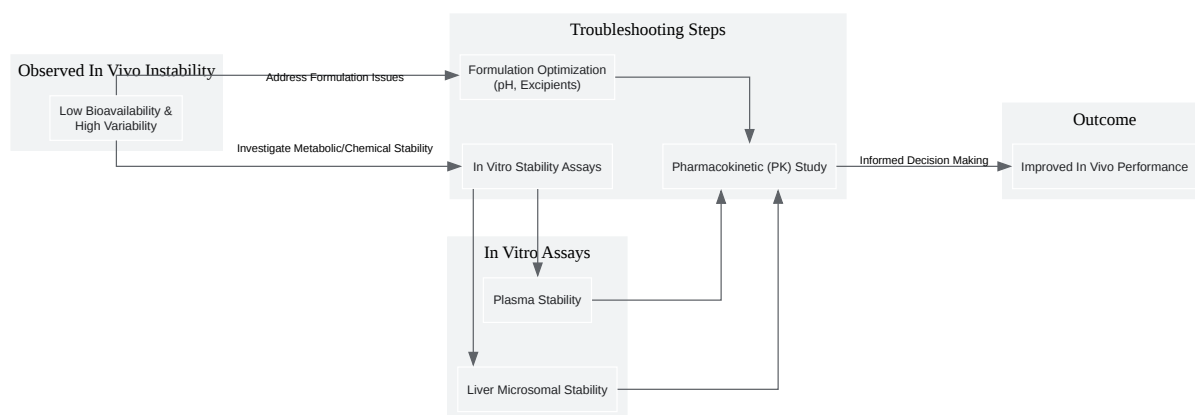 Troubleshooting Steps
Observed In Vivo Instability
Address Formulation Issues
Formulation Optimization
(pH, Excipients)
Low Bioavailability &
High Variability
Outcome
Investigate Metabolic/Chemical Stability
In Vitro Stability Assays
Pharmacokinetic (PK) Study
Informed Decision Making
Improved In Vivo Performance
In Vitro Assays
Plasma Stability
Liver Microsomal Stability